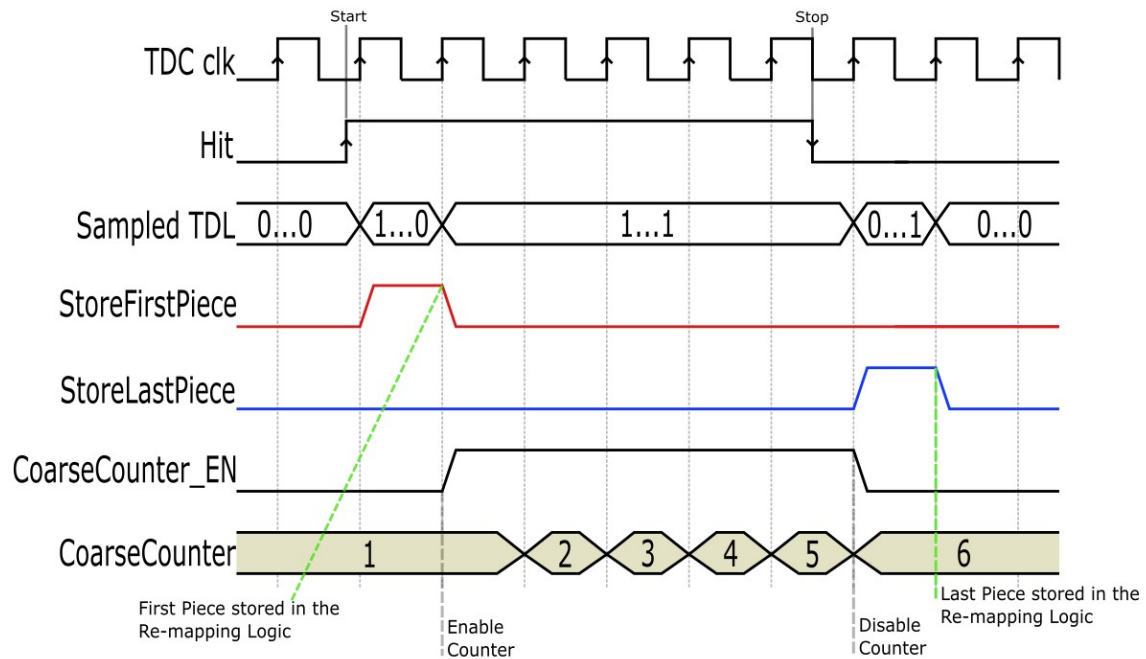 Start
Stop
TDC clk
Hit
Sampled TDL
0...0
1...0
1...1
0...1
0...0
StoreFirstPiece
StoreLastPiece
CoarseCounter_EN
CoarseCounter
1
2
3
4
5
6
First Piece stored in the
Re-mapping Logic
Enable
Counter
Disable
Counter
Last Piece stored in the
Re-mapping Logic